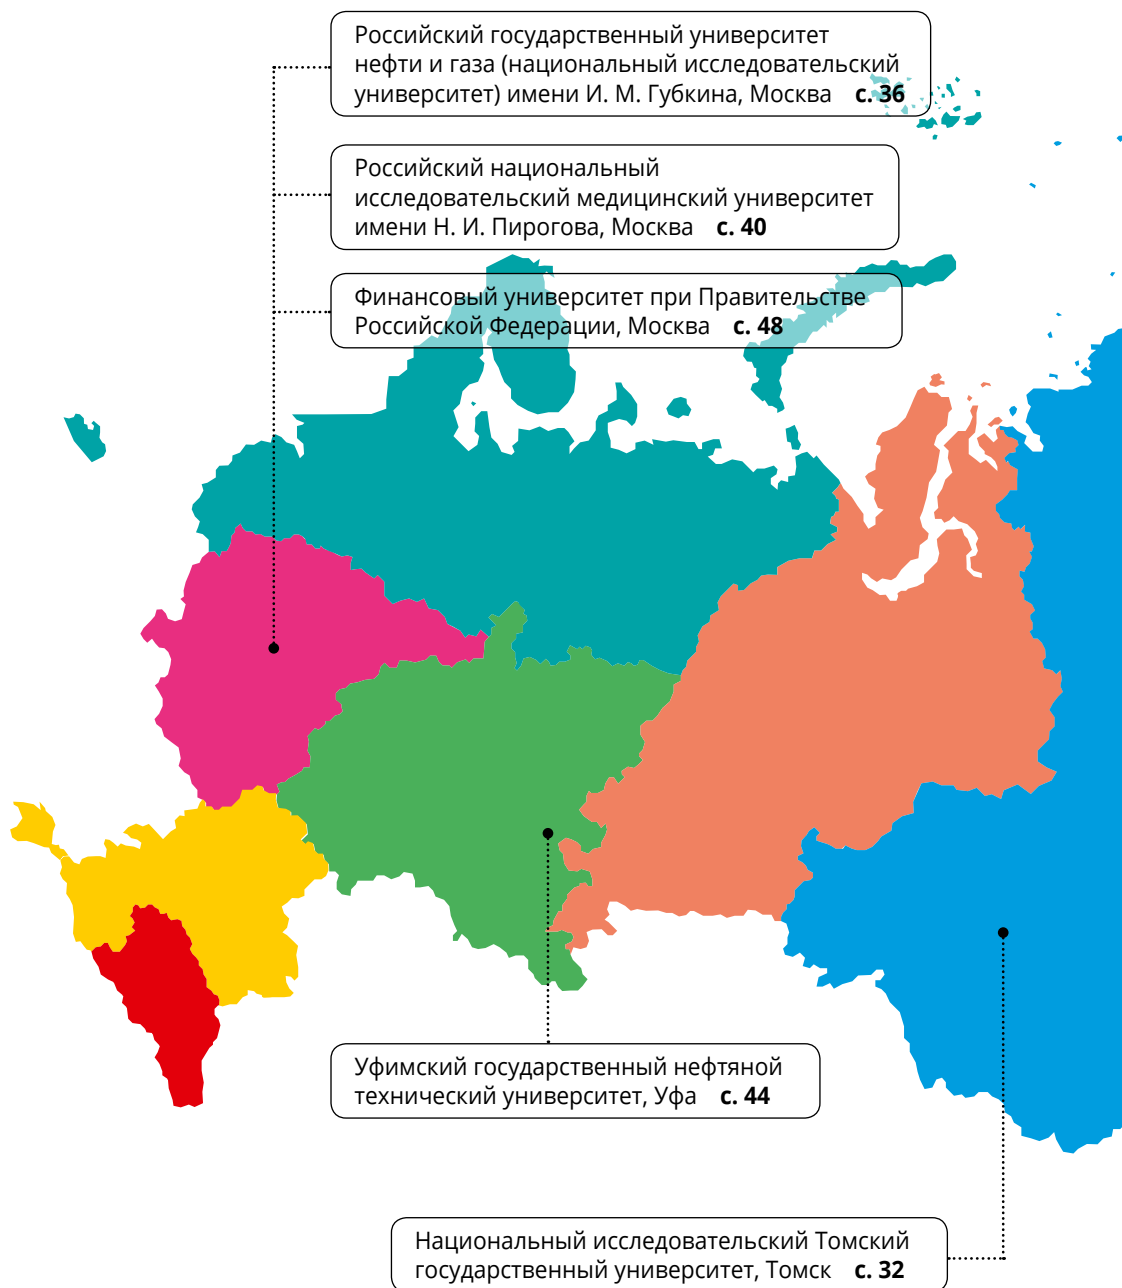 Российский государственный университет
нефти и газа (национальный исследовательский
университет) имени И. М. Губкина, Москва с. 36
Российский национальный
исследовательский медицинский университет
имени Н. И. Пирогова, Москва с. 40
Финансовый университет при Правительстве
Российской Федерации, Москва с. 48
Уфимский государственный нефтяной
технический университет, Уфа с. 44
Национальный исследовательский Томский
государственный университет, Томск с. 32